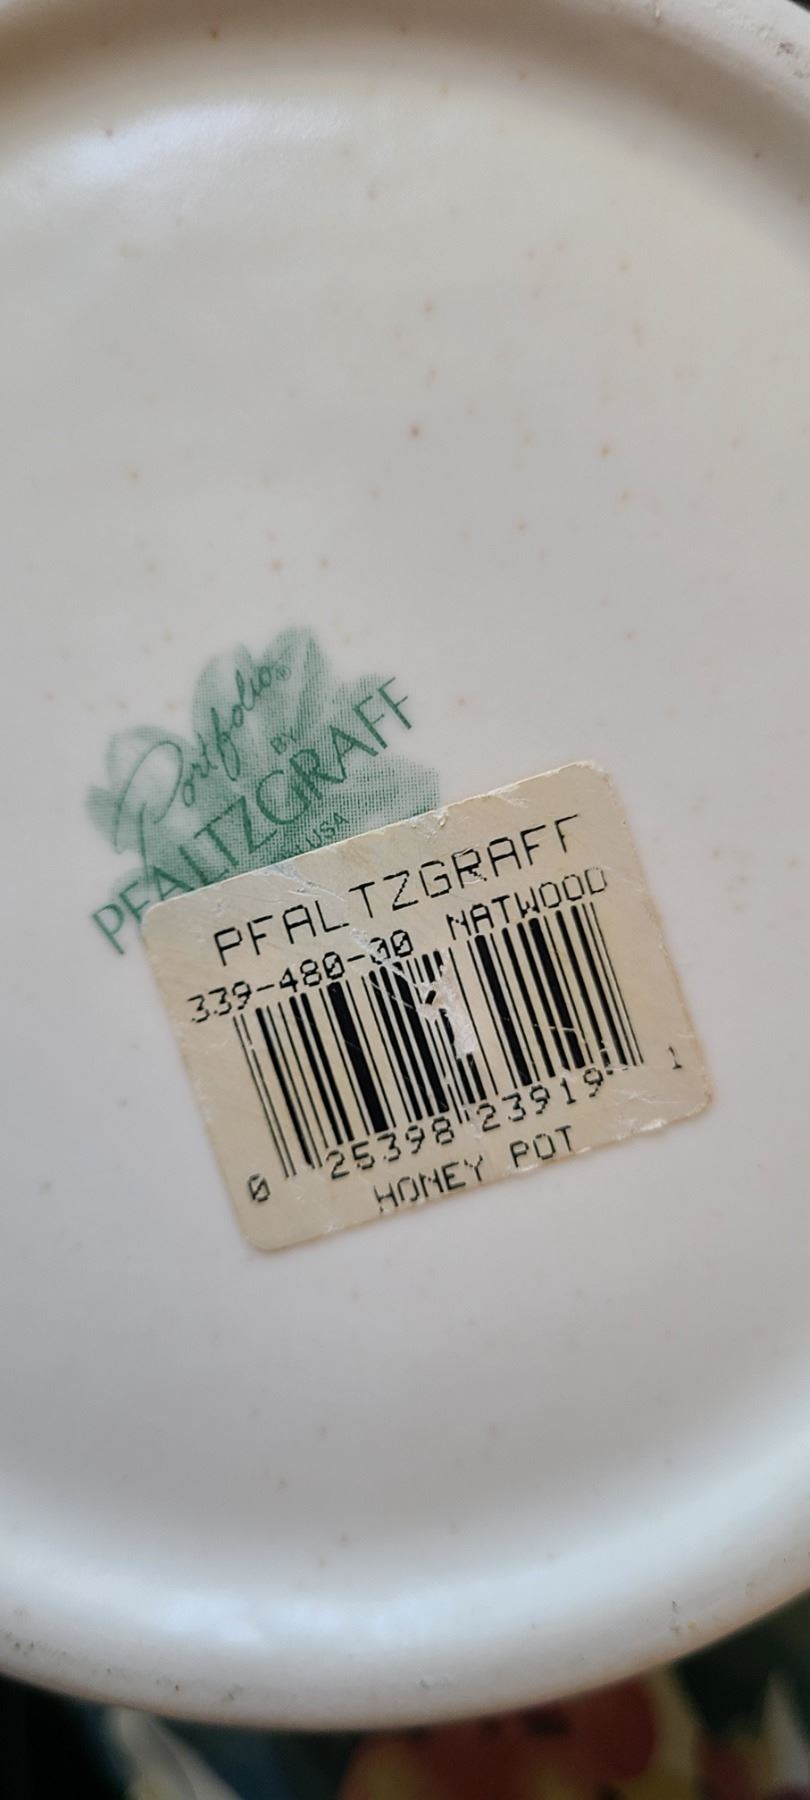 Portfolio®
BY
PFALTZGRAFF
USA
PFALTZGRAFF
339-480-00 NATWOOD
0 25398 23919 1
HONEY POT